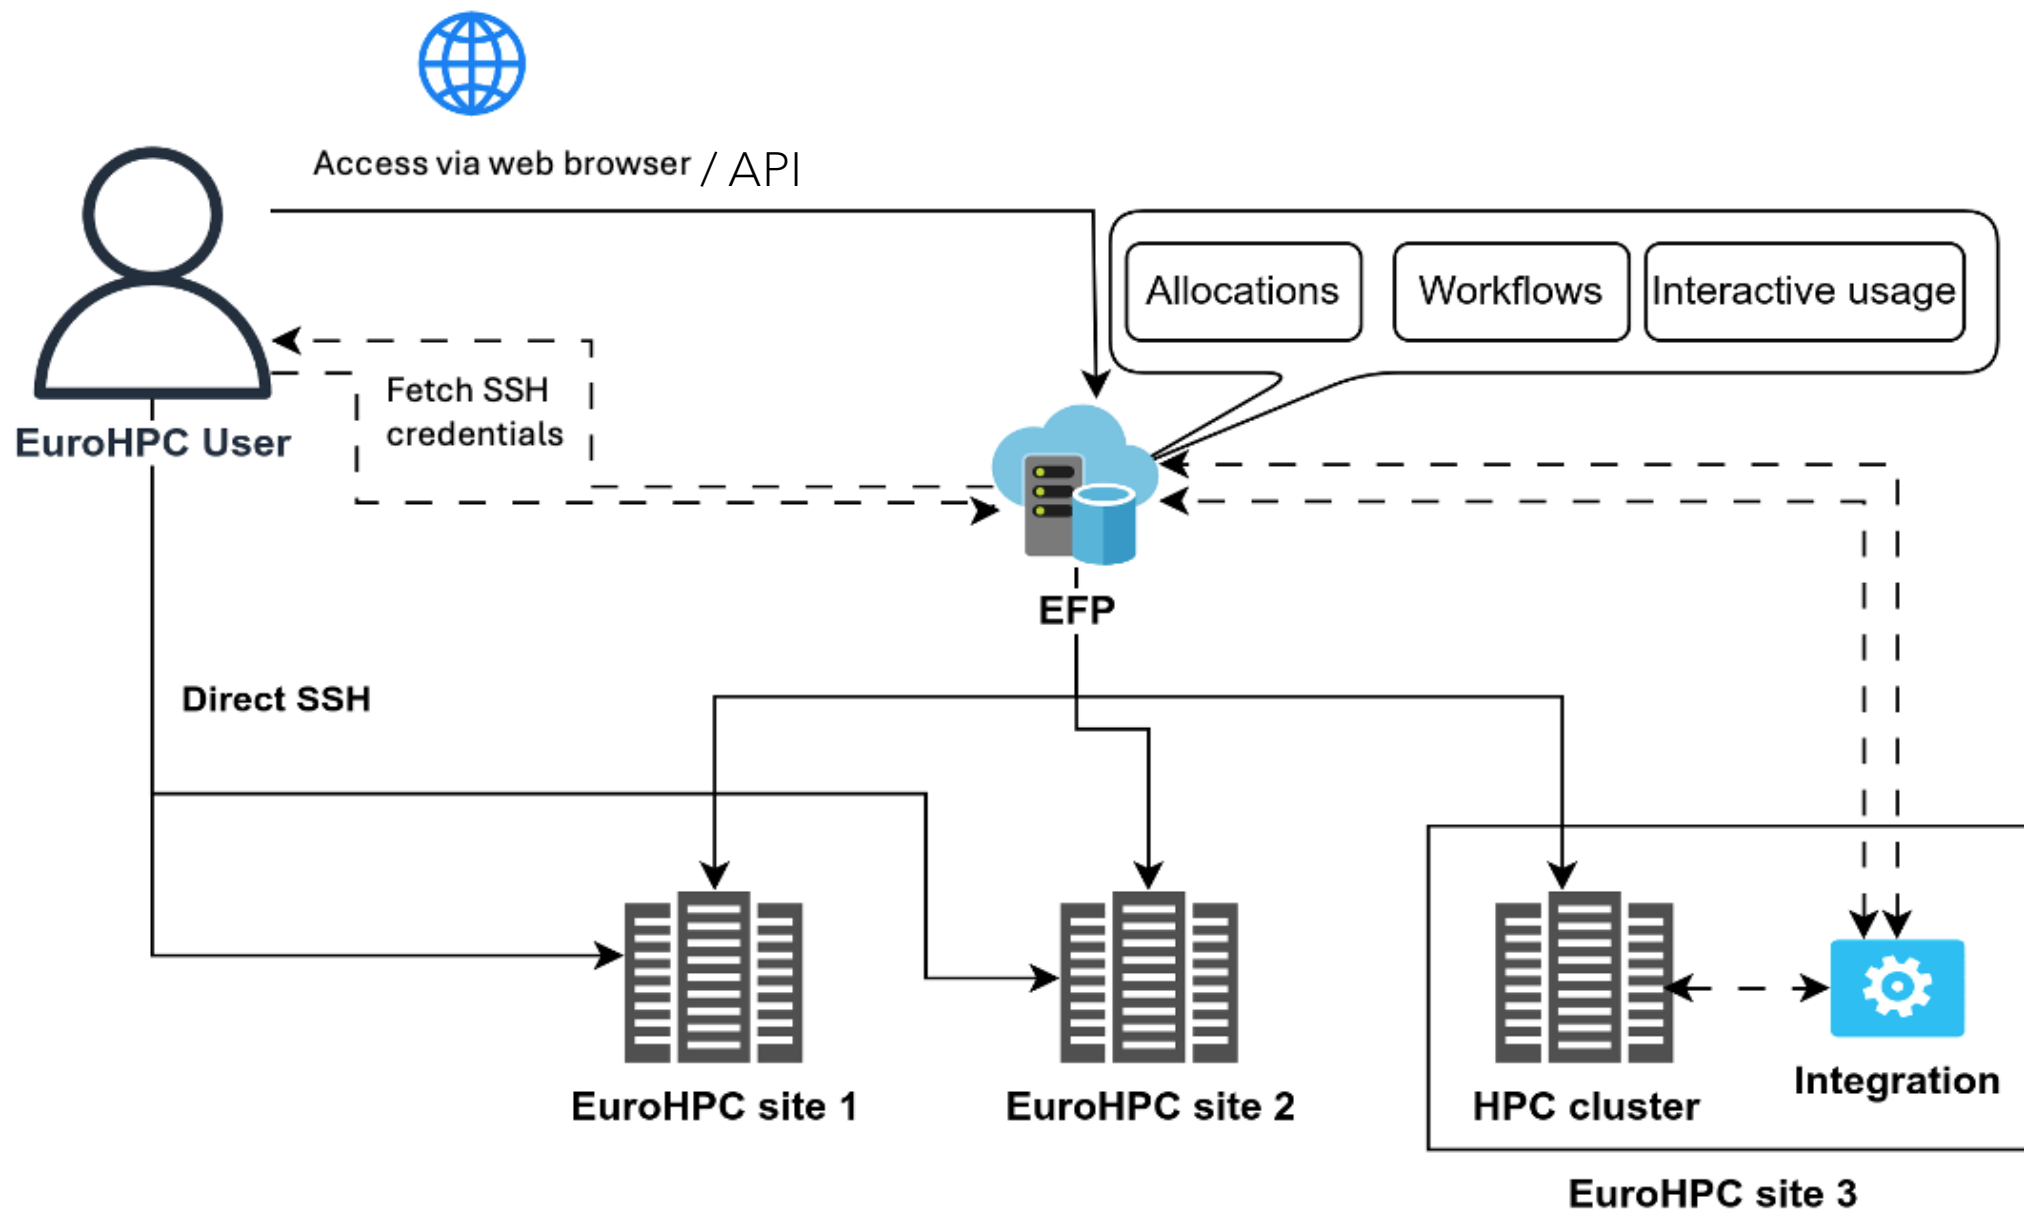 Access via web browser / API
Allocations
Workflows
Interactive usage
Fetch SSH
credentials
EuroHPC User
EFP
Direct SSH
Integration
EuroHPC site 1
EuroHPC site 2
HPC cluster
EuroHPC site 3